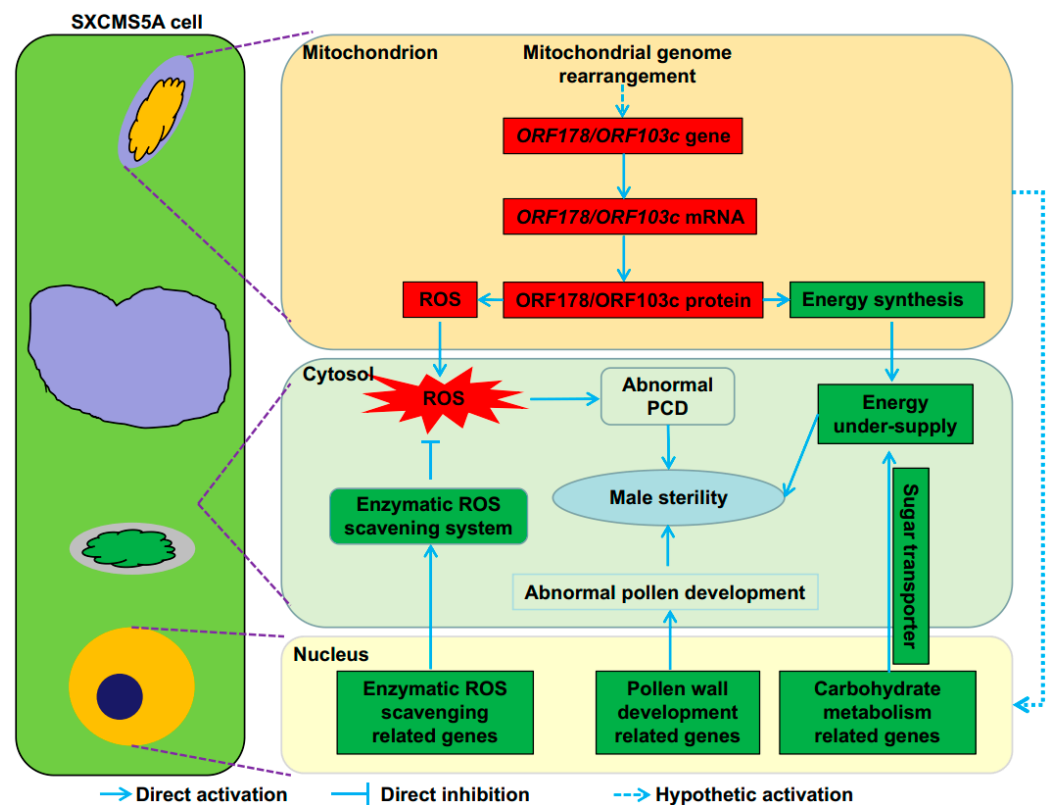 SXCMS5A cell
Mitochondrion
Mitochondrial genome
rearrangement
ORF178/ORF103c gene
ORF178/ORF103c mRNA
ROS
ORF178/ORF103c protein
Energy synthesis
Cytosol
ROS
Abnormal
PCD
Energy
under-supply
Enzymatic ROS
scavening system
Male sterility
Sugar transporter
Abnormal pollen development
Nucleus
Enzymatic ROS
scavenging
related genes
Pollen wall
development
related genes
Carbohydrate
metabolism
related genes
Direct activation
Direct inhibition
Hypothetic activation